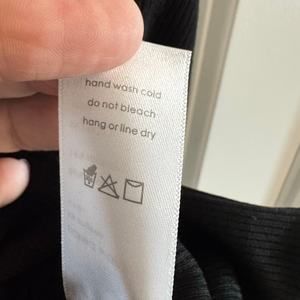 hand wash cold
do not bleach
hang or line dry